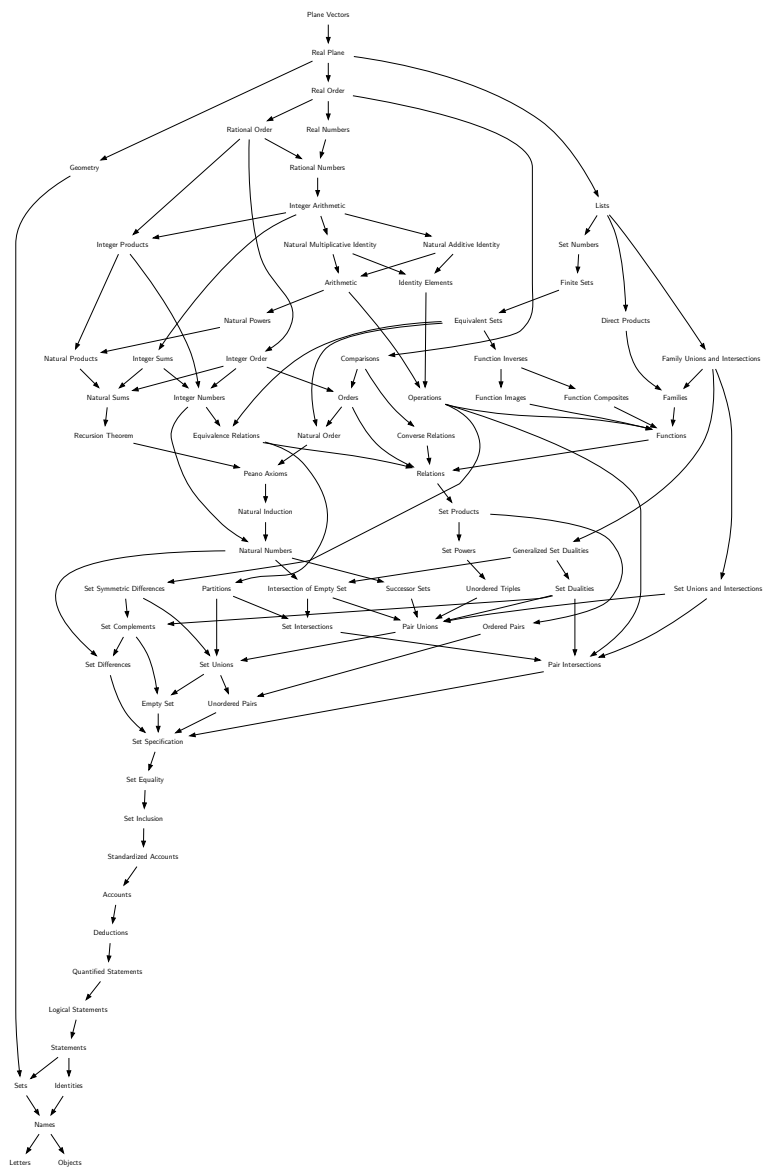 Plane Vectors
Real Plane
Real Order
Rational Order
Real Numbers
Geometry
Rational Numbers
Integer Arithmetic
Lists
Integer Products
Natural Multiplicative Identity
Natural Additive Identity
Set Numbers
Arithmetic
Identity Elements
Finite Sets
Natural Powers
Equivalent Sets
Direct Products
Natural Products
Integer Sums
Integer Order
Comparisons
Function Inverses
Family Unions and Intersections
Natural Sums
Integer Numbers
Orders
Operations
Function Images
Function Composites
Families
Recursion Theorem
Equivalence Relations
Natural Order
Converse Relations
Functions
Peano Axioms
Relations
Natural Induction
Set Products
Natural Numbers
Set Powers
Generalized Set Dualities
Set Symmetric Differences
Partitions
Intersection of Empty Set
Successor Sets
Unordered Triples
Set Dualities
Set Unions and Intersections
Set Complements
Set Intersections
Pair Unions
Ordered Pairs
Set Differences
Set Unions
Pair Intersections
Empty Set
Unordered Pairs
Set Specification
Set Equality
Set Inclusion
Standardized Accounts
Accounts
Deductions
Quantified Statements
Logical Statements
Statements
Sets
Identities
Names
Letters
Objects